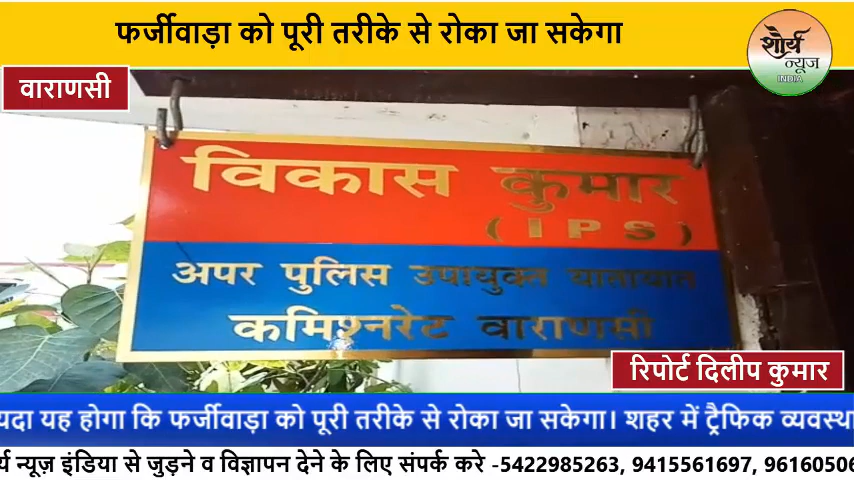 फर्जीवाड़ा को पूरी तरीके से रोका जा सकेगा
शौर्य
न्यूज
INDIA
वाराणसी
विकास कुमार
( I P S )
अपर पुलिस उपायुक्त यातायात
कमिश्नरेट वाराणसी
रिपोर्ट दिलीप कुमार
यदा यह होगा कि फर्जीवाड़ा को पूरी तरीके से रोका जा सकेगा। शहर में ट्रैफिक व्यवस्था
र्य न्यूज़ इंडिया से जुड़ने व विज्ञापन देने के लिए संपर्क करे -5422985263, 9415561697, 96160506